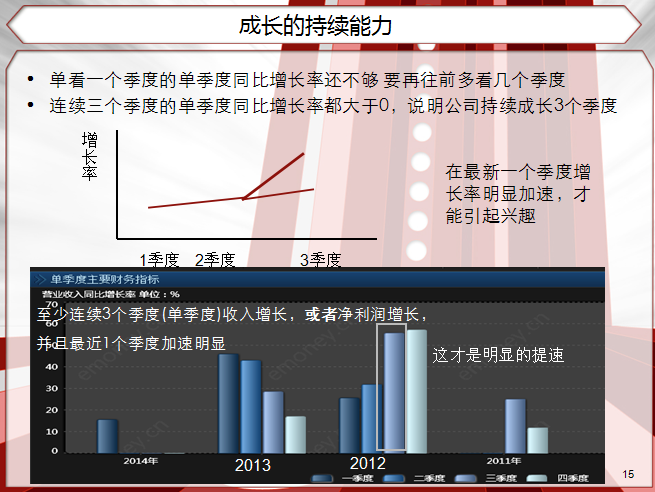 成长的持续能力
• 单看一个季度的单季度同比增长率还不够 要再往前多看几个季度
• 连续三个季度的单季度同比增长率都大于0，说明公司持续成长3个季度
增长率
在最新一个季度增
长率明显加速，才
能引起兴趣
1季度 2季度 3季度
单季度主要财务指标
营业收入同比增长率 单位：%
70
至少连续3个季度(单季度)收入增长，或者净利润增长，
60
并且最近1个季度加速明显
50
这才是明显的提速
40
30
20
10
0
2014年 2013 2012 2011年
一季度 二季度 三季度 四季度
emoney.cn
emoney.cn
15